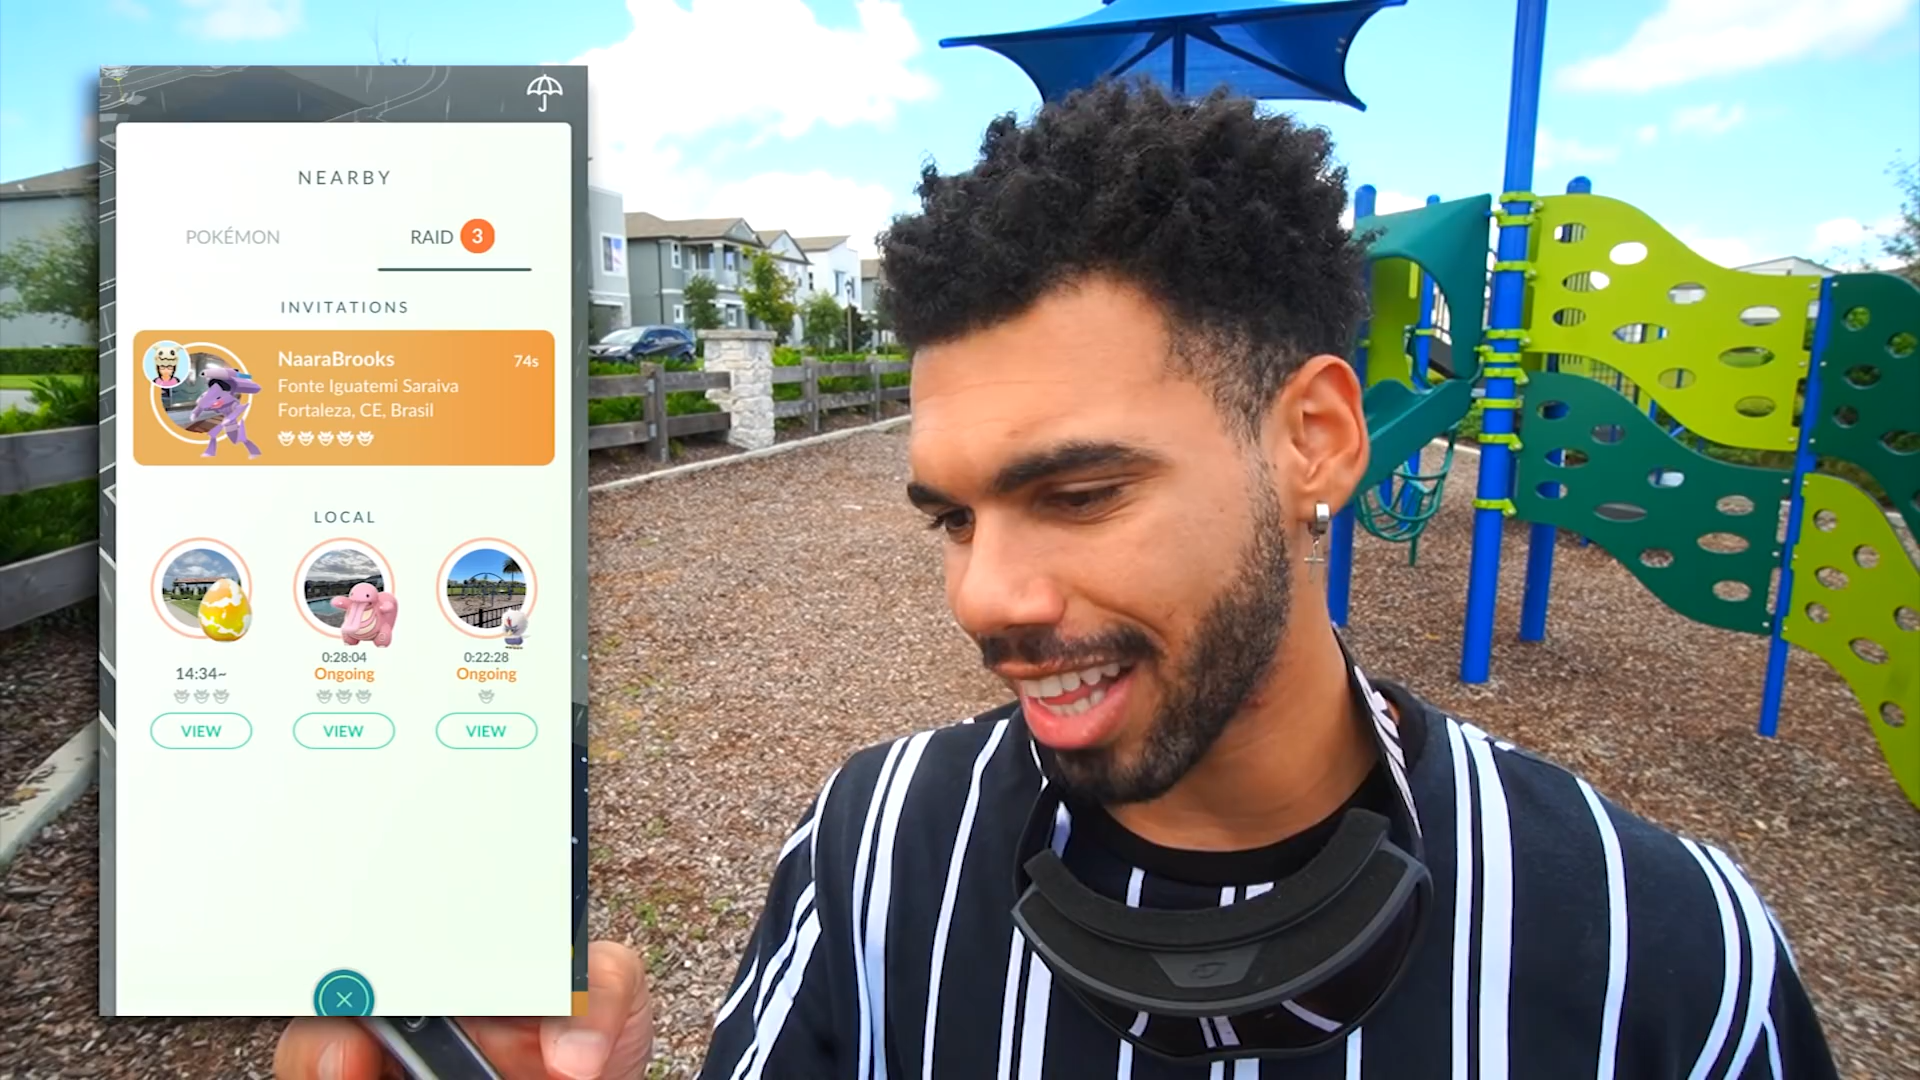 NEARBY
POKÉMON
RAID 3
INVITATIONS
NaaraBrooks
74s
Fonte Iguatemi Saraiva
Fortaleza, CE, Brasil
LOCAL
14:34~
0:28:04
0:22:28
Ongoing
Ongoing
VIEW
VIEW
VIEW